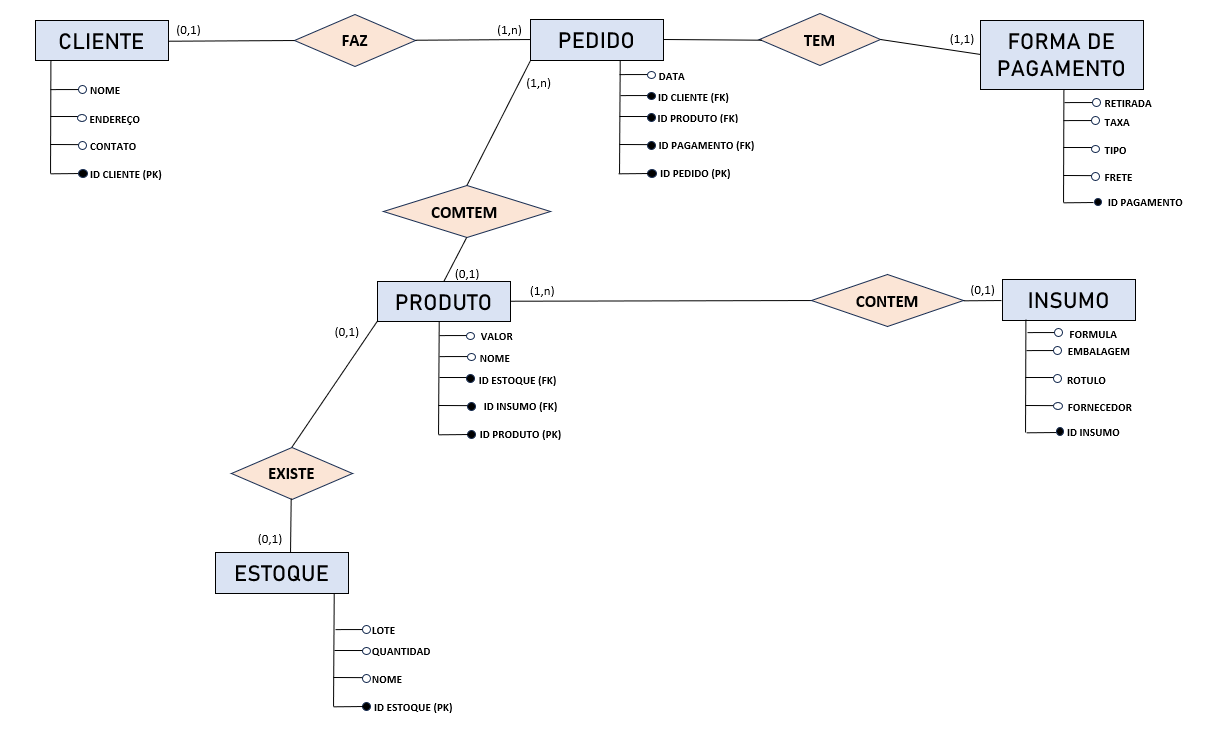 CLIENTE
(0,1)
FAZ
(1,n)
PEDIDO
TEM
(1,1)
FORMA DE
PAGAMENTO
NOME
ENDEREÇO
CONTATO
ID CLIENTE (PK)
(1,n)
DATA
ID CLIENTE (FK)
ID PRODUTO (FK)
ID PAGAMENTO (FK)
ID PEDIDO (PK)
RETIRADA
TAXA
TIPO
FRETE
ID PAGAMENTO
COMTEM
(0,1)
PRODUTO
(1,n)
CONTEM
(0,1)
INSUMO
(0,1)
VALOR
NOME
ID ESTOQUE (FK)
ID INSUMO (FK)
ID PRODUTO (PK)
FORMULA
EMBALAGEM
ROTULO
FORNECEDOR
ID INSUMO
EXISTE
(0,1)
ESTOQUE
LOTE
QUANTIDAD
NOME
ID ESTOQUE (PK)